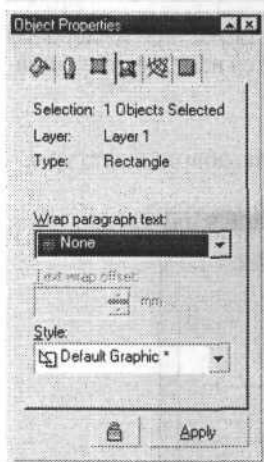 Object Properties
Selection: 1 Objects Selected
Layer: Layer 1
Type: Rectangle
Wrap paragraph text:
None
Text wrap offset:
mm
Style:
Default Graphic *
Apply